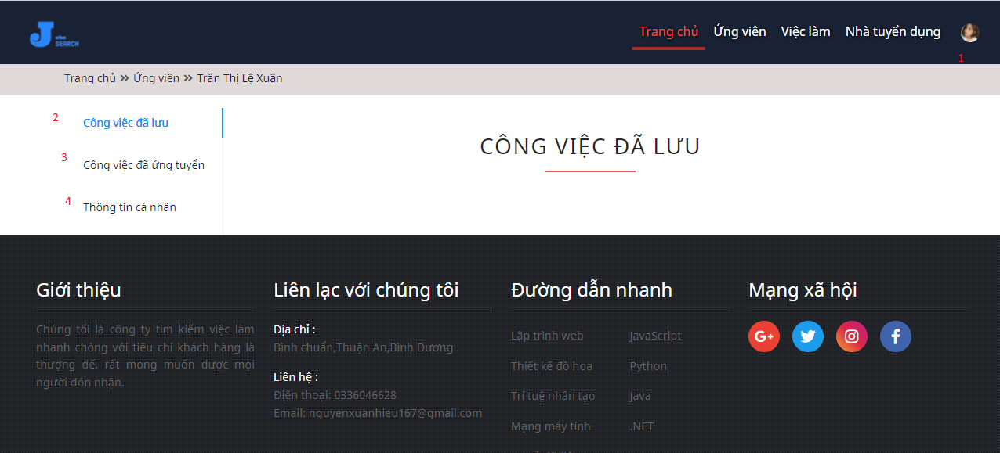 J obs SEARCH
Trang chủ Ứng viên Việc làm Nhà tuyển dụng
1
Trang chủ » Ứng viên » Trần Thị Lệ Xuân
2 Công việc đã lưu
3 Công việc đã ứng tuyển
4 Thông tin cá nhân
CÔNG VIỆC ĐÃ LƯU
Giới thiệu
Chúng tối là công ty tìm kiếm việc làm
nhanh chóng với tiêu chí khách hàng là
thượng đế. rất mong muốn được mọi
người đón nhận.
Liên lạc với chúng tôi
Địa chỉ :
Bình chuẩn,Thuận An,Bình Dương
Liên hệ :
Điện thoại: 0336046628
Email: nguyenxuanhieu167@gmail.com
Đường dẫn nhanh
Lập trình web JavaScript
Thiết kế đồ hoạ Python
Trí tuệ nhân tạo Java
Mạng máy tính .NET
Mạng xã hội
G+
f